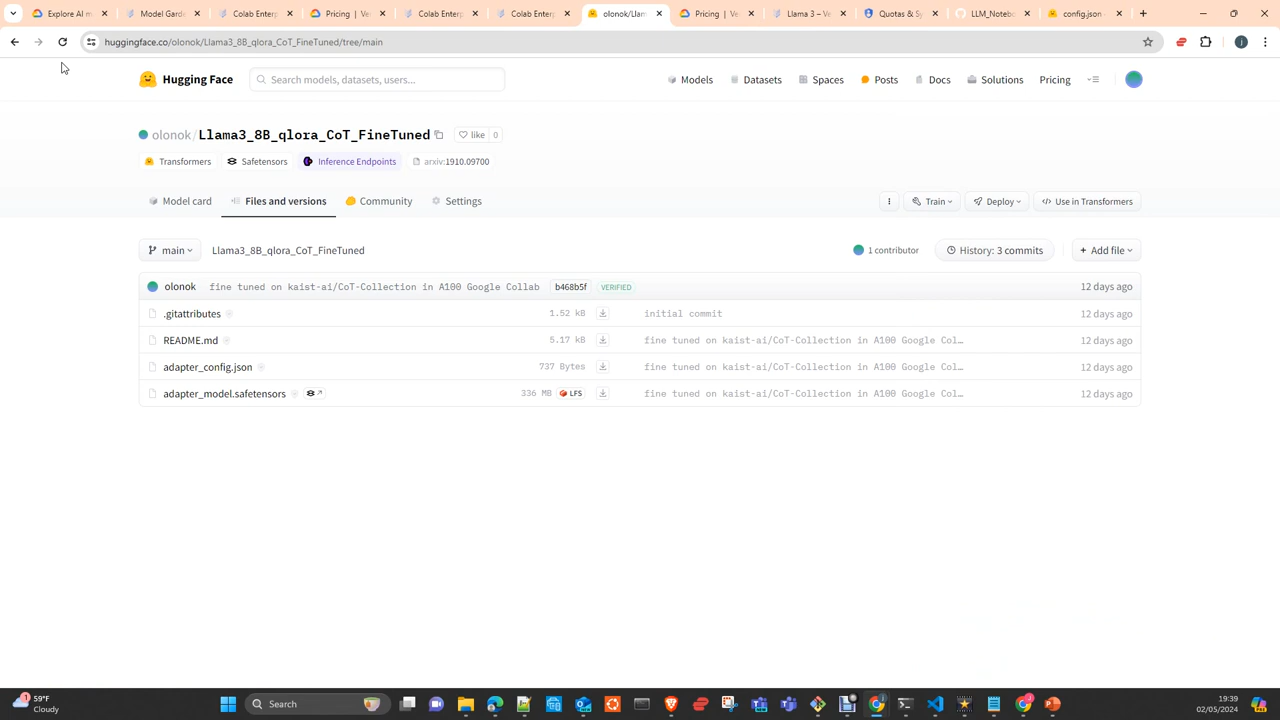 Explore AI m
Model Garde
Colab Enterp
Pricing | Ve
Colab Enterp
Colab Enterp
olonok/Llam
Pricing | Ve
Llama 3 – Ve
Quotas & Sy
LLM_Notebo
config.json
huggingface.co/olonok/Llama3_8B_qlora_CoT_FineTuned/tree/main
Hugging Face
Search models, datasets, users...
Models
Datasets
Spaces
Posts
Docs
Solutions
Pricing
olonok/Llama3_8B_qlora_CoT_FineTuned
like 0
Transformers
Safetensors
Inference Endpoints
arxiv:1910.09700
Model card
Files and versions
Community
Settings
Train
Deploy
Use in Transformers
main
Llama3_8B_qlora_CoT_FineTuned
1 contributor
History: 3 commits
Add file
olonok fine tuned on kaist-ai/CoT-Collection in A100 Google Collab b468b5f VERIFIED 12 days ago
.gitattributes 1.52 kB initial commit 12 days ago
README.md 5.17 kB fine tuned on kaist-ai/CoT-Collection in A100 Google Col… 12 days ago
adapter_config.json 737 Bytes fine tuned on kaist-ai/CoT-Collection in A100 Google Col… 12 days ago
adapter_model.safetensors 336 MB LFS fine tuned on kaist-ai/CoT-Collection in A100 Google Col… 12 days ago
1
59°F
Cloudy
Search
19:39
02/05/2024